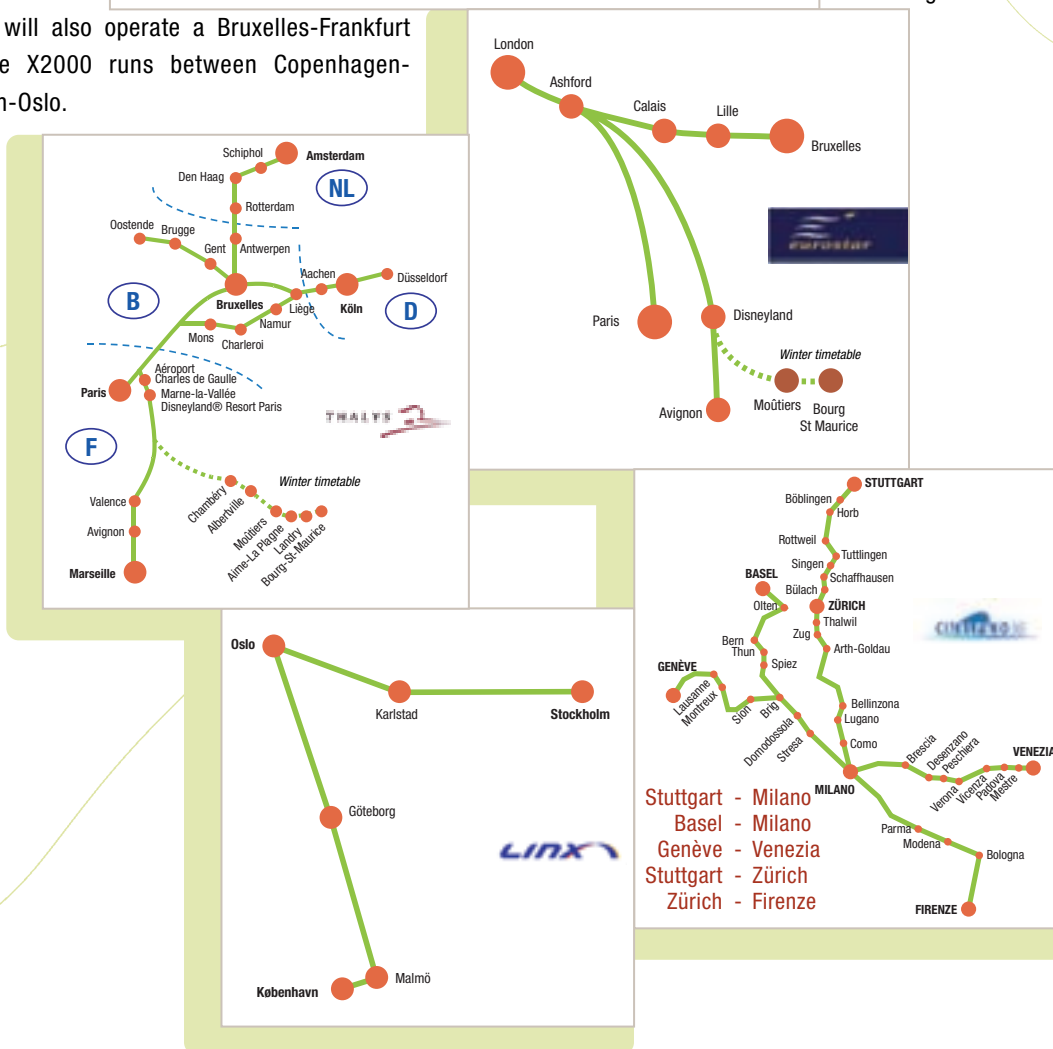 will also operate a Bruxelles-Frankfurt
e X2000 runs between Copenhagen-
n-Oslo.
London
Ashford
Calais
Lille
Bruxelles
Paris
Disneyland
Winter timetable
Avignon
Moûtiers
Bourg
St Maurice
eurostar
Schiphol
Amsterdam
Den Haag
NL
Rotterdam
Oostende
Brugge
Gent
Antwerpen
Aachen
Düsseldorf
B
Bruxelles
Liège
Köln
D
Namur
Mons
Charleroi
Aéroport
Charles de Gaulle
Paris
Marne-la-Vallée
Disneyland® Resort Paris
THALYS
F
Winter timetable
Valence
Chambéry
Albertville
Avignon
Moûtiers
Aime-La Plagne
Landry
Bourg-St-Maurice
Marseille
Oslo
Karlstad
Stockholm
Göteborg
LINX
Malmö
København
STUTTGART
Böblingen
Horb
Rottweil
Tuttlingen
Singen
Schaffhausen
BASEL
Bülach
Olten
ZÜRICH
Thalwil
Zug
Bern
Arth-Goldau
Thun
Spiez
GENÈVE
Lausanne
Montreux
Sion
Brig
Bellinzona
Lugano
Domodossola
Stresa
Como
Brescia
Desenzano
Peschiera
VENEZIA
MILANO
Verona
Vicenza
Padova
Mestre
CISALPINO
Stuttgart - Milano
Basel - Milano
Genève - Venezia
Stuttgart - Zürich
Zürich - Firenze
Parma
Modena
Bologna
FIRENZE